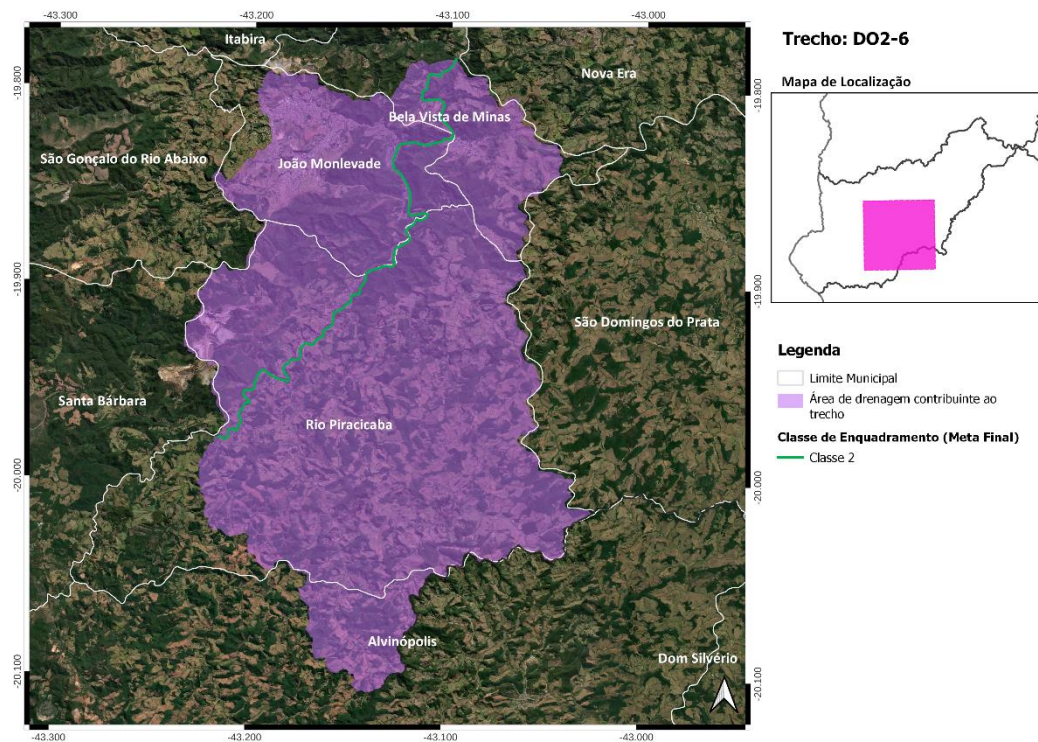 -43.300
-43.200
-43.100
-43.000
Trecho: DO2-6
Itabira
Nova Era
Mapa de Localização
-19.800
-19.800
Bela Vista de Minas
São Gonçalo do Rio Abaixo
João Monlevade
-19.900
-19.900
São Domingos do Prata
Legenda
Limite Municipal
Área de drenagem contribuinte ao
trecho
Santa Bárbara
Rio Piracicaba
Classe de Enquadramento (Meta Final)
Classe 2
-20.000
-20.000
Alvinópolis
Dom Silvério
-20.100
-20.100
-43.300
-43.200
-43.100
-43.000